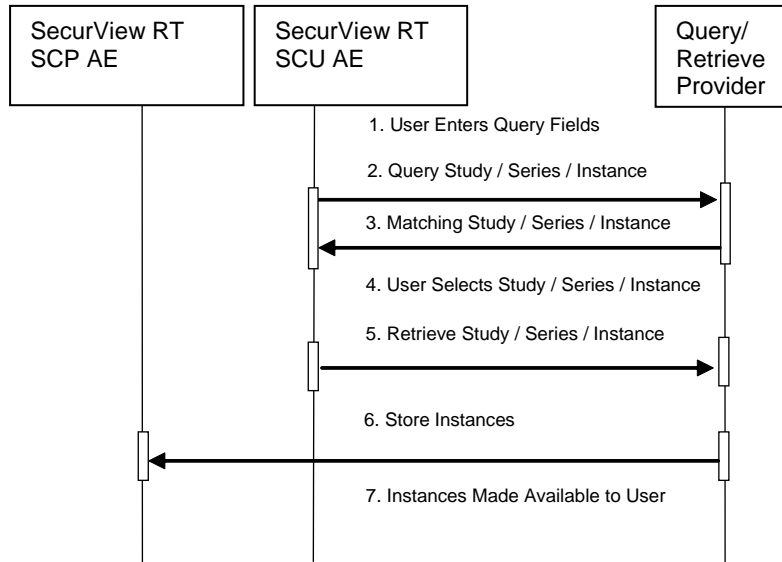 SecurView RT
SCP AE
SecurView RT
SCU AE
Query/
Retrieve
Provider
1. User Enters Query Fields
2. Query Study / Series / Instance
3. Matching Study / Series / Instance
4. User Selects Study / Series / Instance
5. Retrieve Study / Series / Instance
6. Store Instances
7. Instances Made Available to User